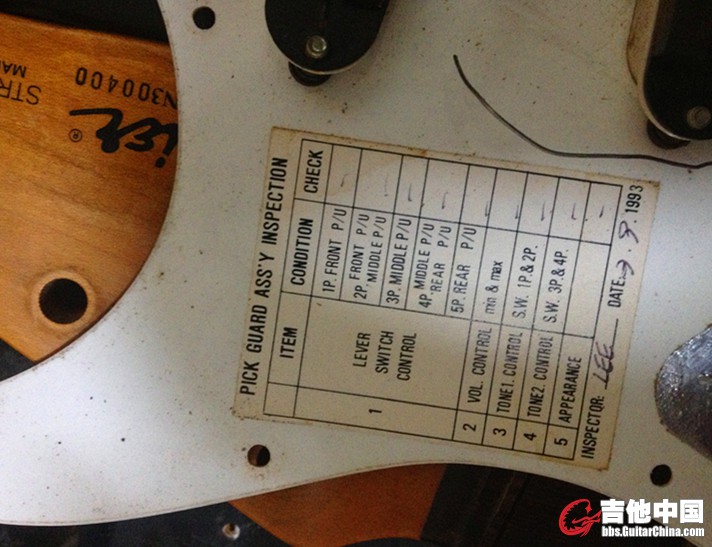 PICK GUARD ASS'Y INSPECTION
ITEM CONDITION CHECK
1 LEVER SWITCH CONTROL
1P. FRONT P/U
2P. FRONT P/U
MIDDLE P/U
3P. MIDDLE P/U
4P. MIDDLE P/U
REAR P/U
5P. REAR P/U
2 VOL. CONTROL min & max
3 TONE1. CONTROL S.W. 1P.& 2P.
4 TONE2. CONTROL S.W. 3P.& 4P.
5 APPEARANCE
INSPECTOR: LEE DATE: . 1993
STR
MA
N300400
®
吉他中国
bbs.GuitarChina.com